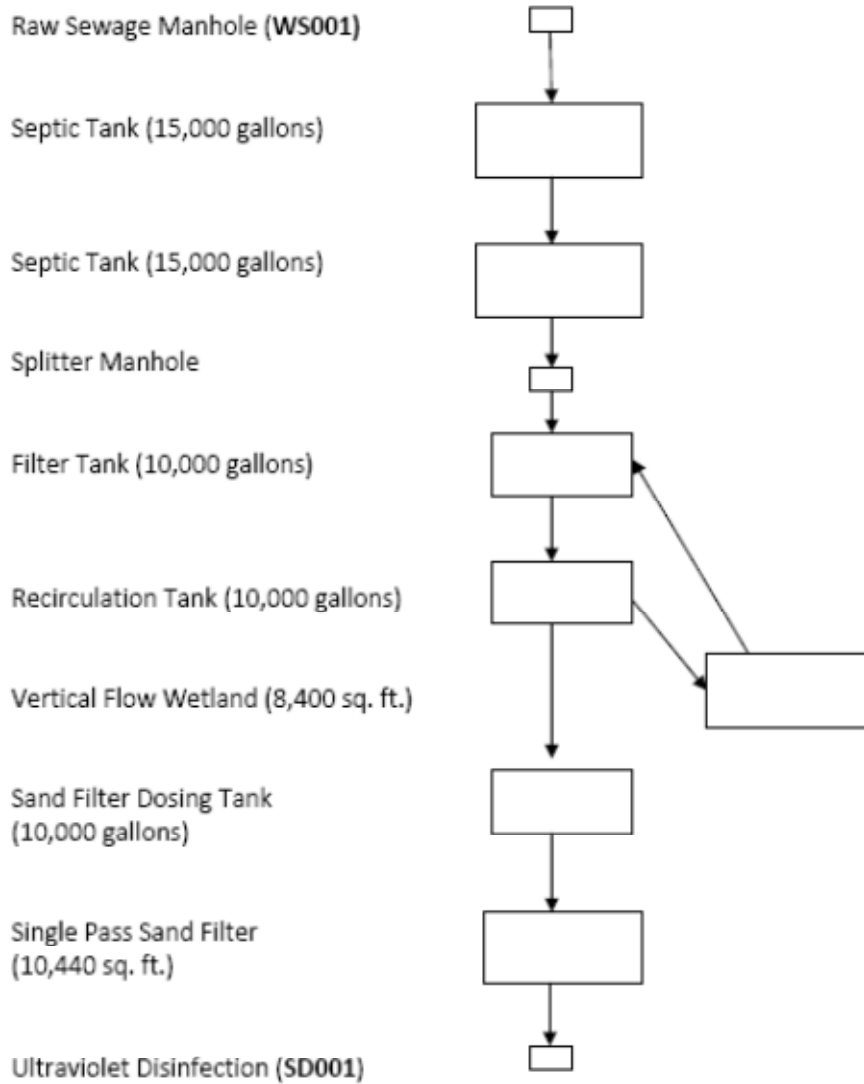 Raw Sewage Manhole (WS001)
Septic Tank (15,000 gallons)
Septic Tank (15,000 gallons)
Splitter Manhole
Filter Tank (10,000 gallons)
Recirculation Tank (10,000 gallons)
Vertical Flow Wetland (8,400 sq. ft.)
Sand Filter Dosing Tank
(10,000 gallons)
Single Pass Sand Filter
(10,440 sq. ft.)
Ultraviolet Disinfection (SD001)